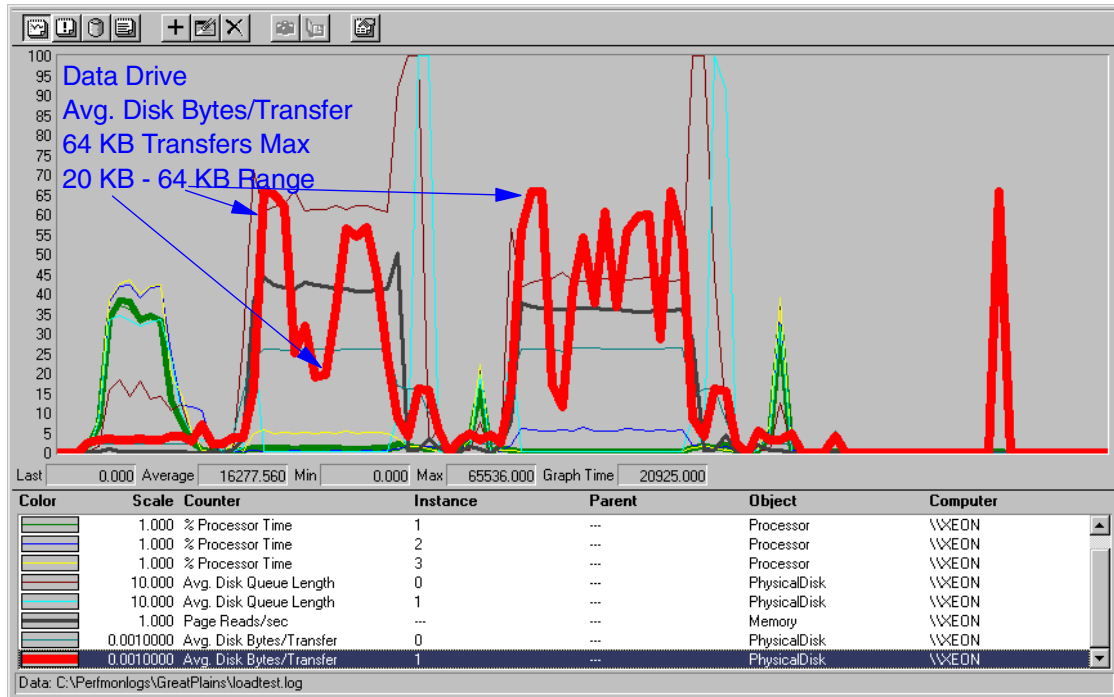 100
95
90
85
80
75
70
65
60
55
50
45
40
35
30
25
20
15
10
5
0
Data Drive
Avg. Disk Bytes/Transfer
64 KB Transfers Max
20 KB - 64 KB Range
Last 0.000 Average 16277.560 Min 0.000 Max 65536.000 Graph Time 20925.000
Color Scale Counter Instance Parent Object Computer
1.000 % Processor Time 1 --- Processor \\XEON
1.000 % Processor Time 2 --- Processor \\XEON
1.000 % Processor Time 3 --- Processor \\XEON
10.000 Avg. Disk Queue Length 0 --- PhysicalDisk \\XEON
10.000 Avg. Disk Queue Length 1 --- PhysicalDisk \\XEON
1.000 Page Reads/sec --- --- Memory \\XEON
0.0010000 Avg. Disk Bytes/Transfer 0 --- PhysicalDisk \\XEON
0.0010000 Avg. Disk Bytes/Transfer 1 --- PhysicalDisk \\XEON
Data: C:\Perfmonlogs\GreatPlains\loadtest.log